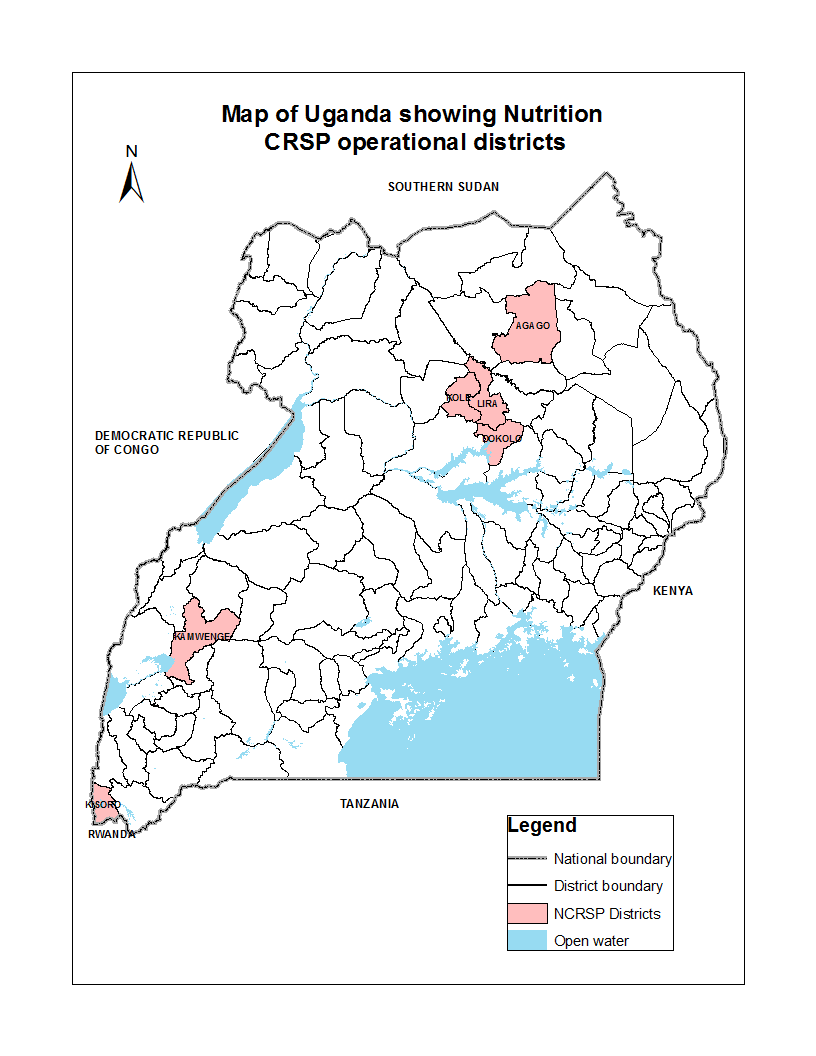 Map of Uganda showing Nutrition
CRSP operational districts
N
SOUTHERN SUDAN
AGAGO
KOLE
LIRA
DOKOLO
DEMOCRATIC REPUBLIC
OF CONGO
KENYA
KAMWENGE
KISORO
RWANDA
TANZANIA
Legend
National boundary
District boundary
NCRSP Districts
Open water